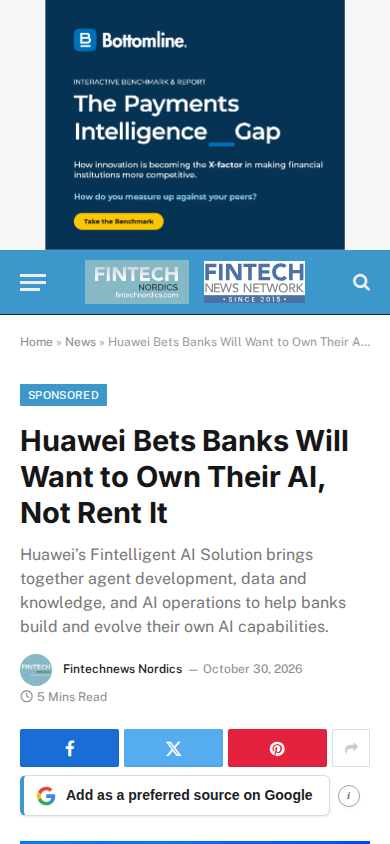 Bottomline.
INTERACTIVE BENCHMARK & REPORT
The Payments
Intelligence_Gap
How innovation is becoming the X-factor in making financial
institutions more competitive.
How do you measure up against your peers?
Take the Benchmark
FINTECH
NORDICS
fintechnordics.com
FINTECH
NEWS NETWORK
• SINCE 2015 •
Home » News » Huawei Bets Banks Will Want to Own Their A...
SPONSORED
Huawei Bets Banks Will
Want to Own Their AI,
Not Rent It
Huawei's Fintelligent AI Solution brings
together agent development, data and
knowledge, and AI operations to help banks
build and evolve their own AI capabilities.
Fintechnews Nordics — October 30, 2026
5 Mins Read
Add as a preferred source on Google
i